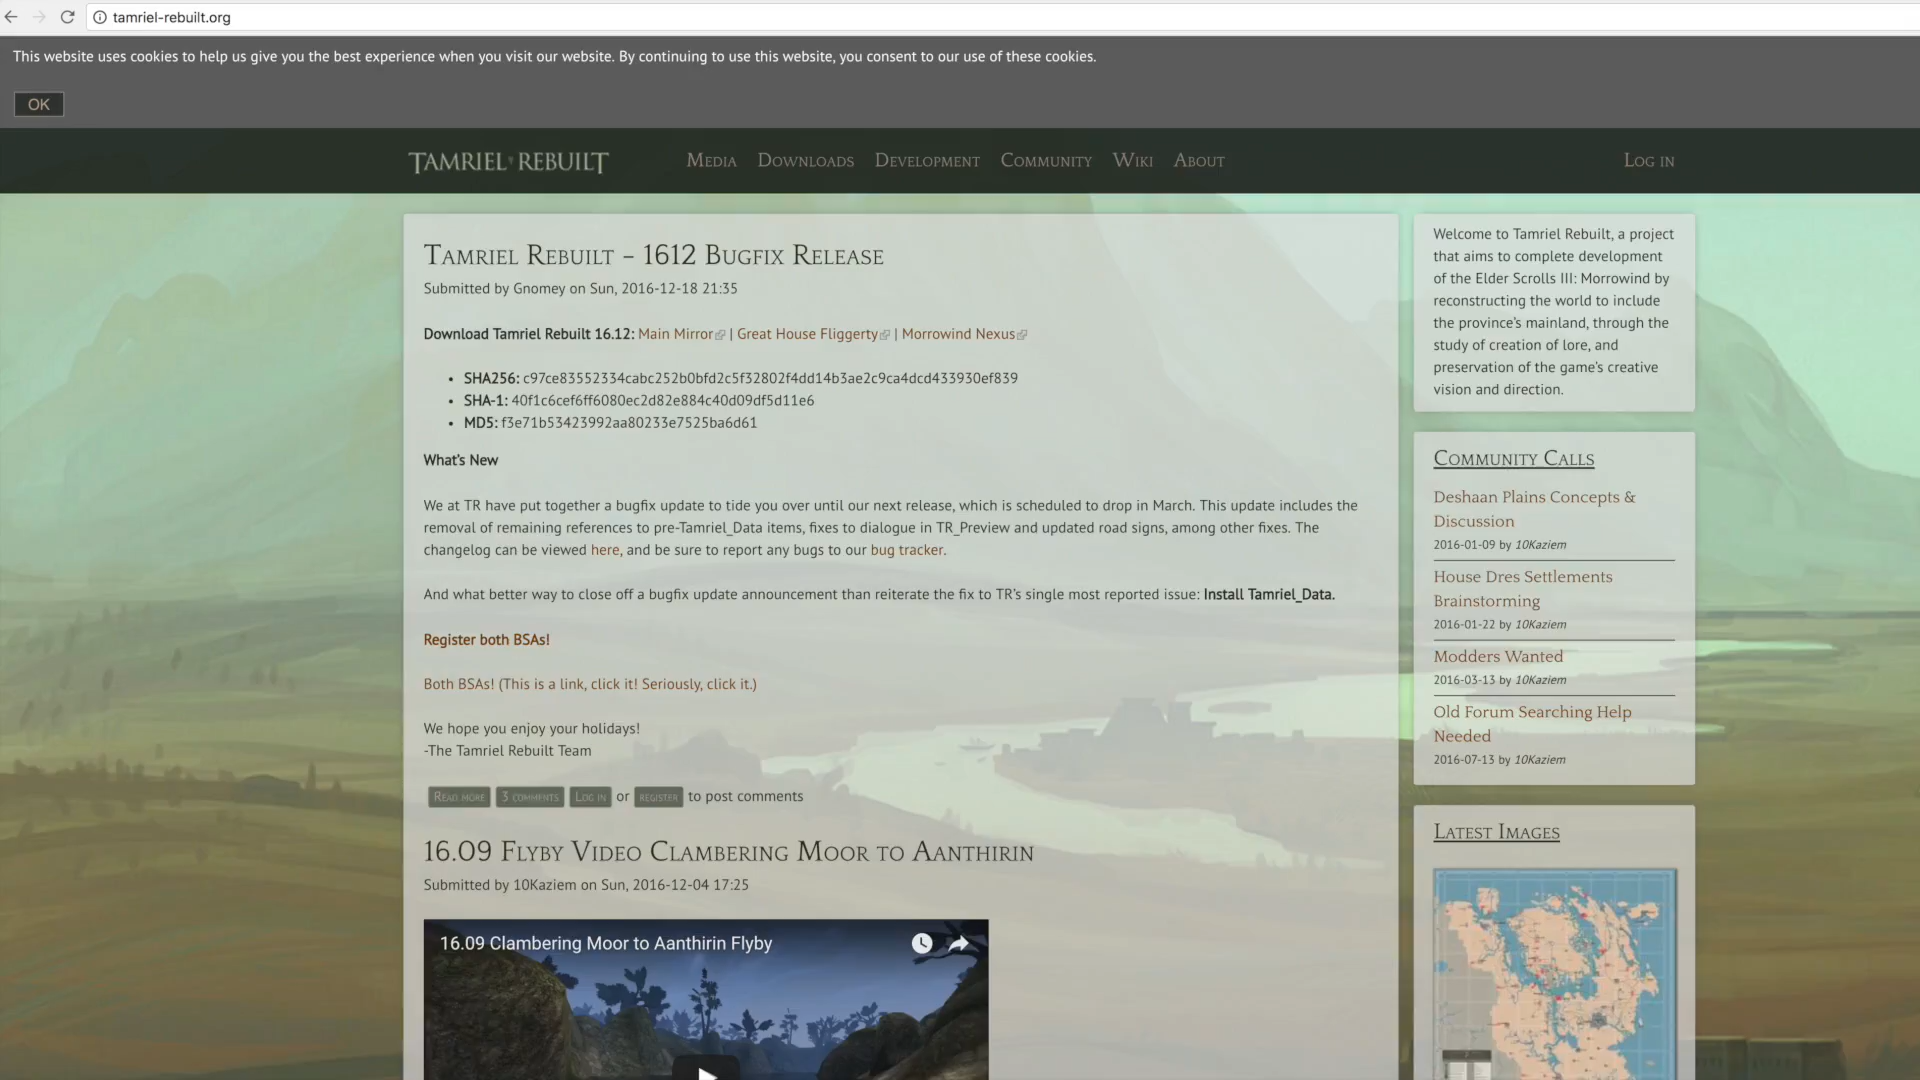 tamriel-rebuilt.org
This website uses cookies to help us give you the best experience when you visit our website. By continuing to use this website, you consent to our use of these cookies.
OK
TAMRIEL REBUILT
MEDIA DOWNLOADS DEVELOPMENT COMMUNITY WIKI ABOUT LOG IN
TAMRIEL REBUILT – 1612 BUGFIX RELEASE
Submitted by Gnomey on Sun, 2016-12-18 21:35
Download Tamriel Rebuilt 16.12: Main Mirror | Great House Fliggerty | Morrowind Nexus
• SHA256: c97ce83552334cabc252b0bfd2c5f32802f4dd14b3ae2c9ca4dcd433930ef839
• SHA-1: 40f1c6cef6ff6080ec2d82e884c40d09df5d11e6
• MD5: f3e71b53423992aa80233e7525ba6d61
What's New
We at TR have put together a bugfix update to tide you over until our next release, which is scheduled to drop in March. This update includes the
removal of remaining references to pre-Tamriel_Data items, fixes to dialogue in TR_Preview and updated road signs, among other fixes. The
changelog can be viewed here, and be sure to report any bugs to our bug tracker.
And what better way to close off a bugfix update announcement than reiterate the fix to TR's single most reported issue: Install Tamriel_Data.
Register both BSAs!
Both BSAs! (This is a link, click it! Seriously, click it.)
We hope you enjoy your holidays!
-The Tamriel Rebuilt Team
READ MORE 3 COMMENTS LOG IN or REGISTER to post comments
16.09 FLYBY VIDEO CLAMBERING MOOR TO AANTHIRIN
Submitted by 10Kaziem on Sun, 2016-12-04 17:25
16.09 Clambering Moor to Aanthirin Flyby
Welcome to Tamriel Rebuilt, a project
that aims to complete development
of the Elder Scrolls III: Morrowind by
reconstructing the world to include
the province's mainland, through the
study of creation of lore, and
preservation of the game's creative
vision and direction.
COMMUNITY CALLS
Deshaan Plains Concepts &
Discussion
2016-01-09 by 10Kaziem
House Dres Settlements
Brainstorming
2016-01-22 by 10Kaziem
Modders Wanted
2016-03-13 by 10Kaziem
Old Forum Searching Help
Needed
2016-07-13 by 10Kaziem
LATEST IMAGES